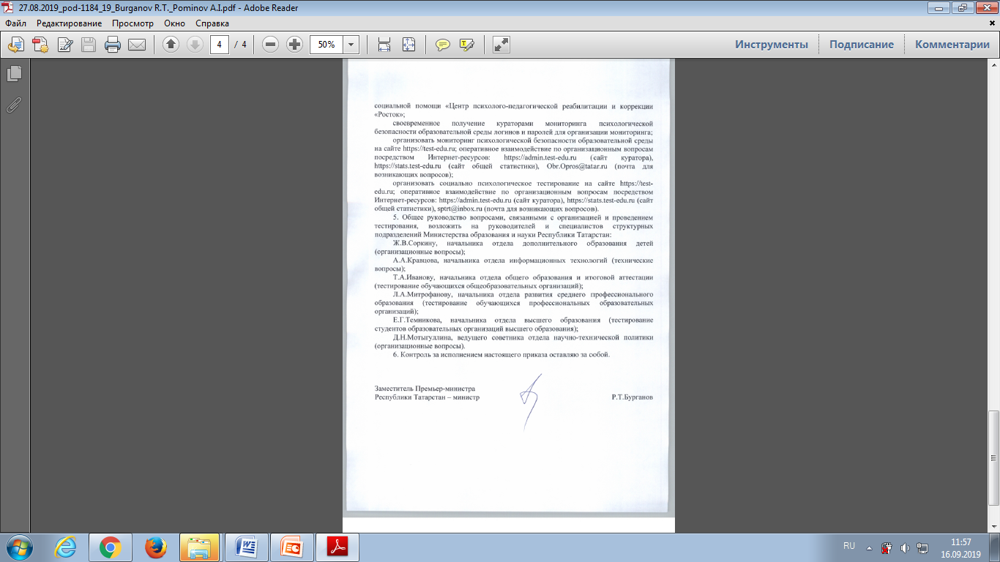 27.08.2019_pod-1184_19_Burganov R.T._Pominov A.I.pdf - Adobe Reader
Файл Редактирование Просмотр Окно Справка
4 / 4 50% Инструменты Подписание Комментарии
социальной помощи «Центр психолого-педагогической реабилитации и коррекции
«Росток»;
своевременное получение кураторами мониторинга психологической
безопасности образовательной среды логинов и паролей для организации мониторинга;
организовать мониторинг психологической безопасности образовательной среды
на сайте https://test-edu.ru; оперативное взаимодействие по организационным вопросам
посредством Интернет-ресурсов: https://admin.test-edu.ru (сайт куратора),
https://stats.test-edu.ru (сайт общей статистики), Obr.Opros@tatar.ru (почта для
возникающих вопросов);
организовать социально психологическое тестирование на сайте https://test-
edu.ru; оперативное взаимодействие по организационным вопросам посредством
Интернет-ресурсов: https://admin.test-edu.ru (сайт куратора), https://stats.test-edu.ru (сайт
общей статистики), sptrt@inbox.ru (почта для возникающих вопросов).
5. Общее руководство вопросами, связанными с организацией и проведением
тестирования, возложить на руководителей и специалистов структурных
подразделений Министерства образования и науки Республики Татарстан:
Ж.В.Соркину, начальника отдела дополнительного образования детей
(организационные вопросы);
А.А.Кравцова, начальника отдела информационных технологий (технические
вопросы);
Т.А.Иванову, начальника отдела общего образования и итоговой аттестации
(тестирование обучающихся общеобразовательных организаций);
Л.А.Митрофанову, начальника отдела развития среднего профессионального
образования (тестирование обучающихся профессиональных образовательных
организаций);
Е.Г.Темникова, начальника отдела высшего образования (тестирование
студентов образовательных организаций высшего образования);
Д.Н.Мотыгуллина, ведущего советника отдела научно-технической политики
(организационные вопросы).
6. Контроль за исполнением настоящего приказа оставляю за собой.
Заместитель Премьер-министра
Республики Татарстан – министр Р.Т.Бурганов
RU
11:57
16.09.2019